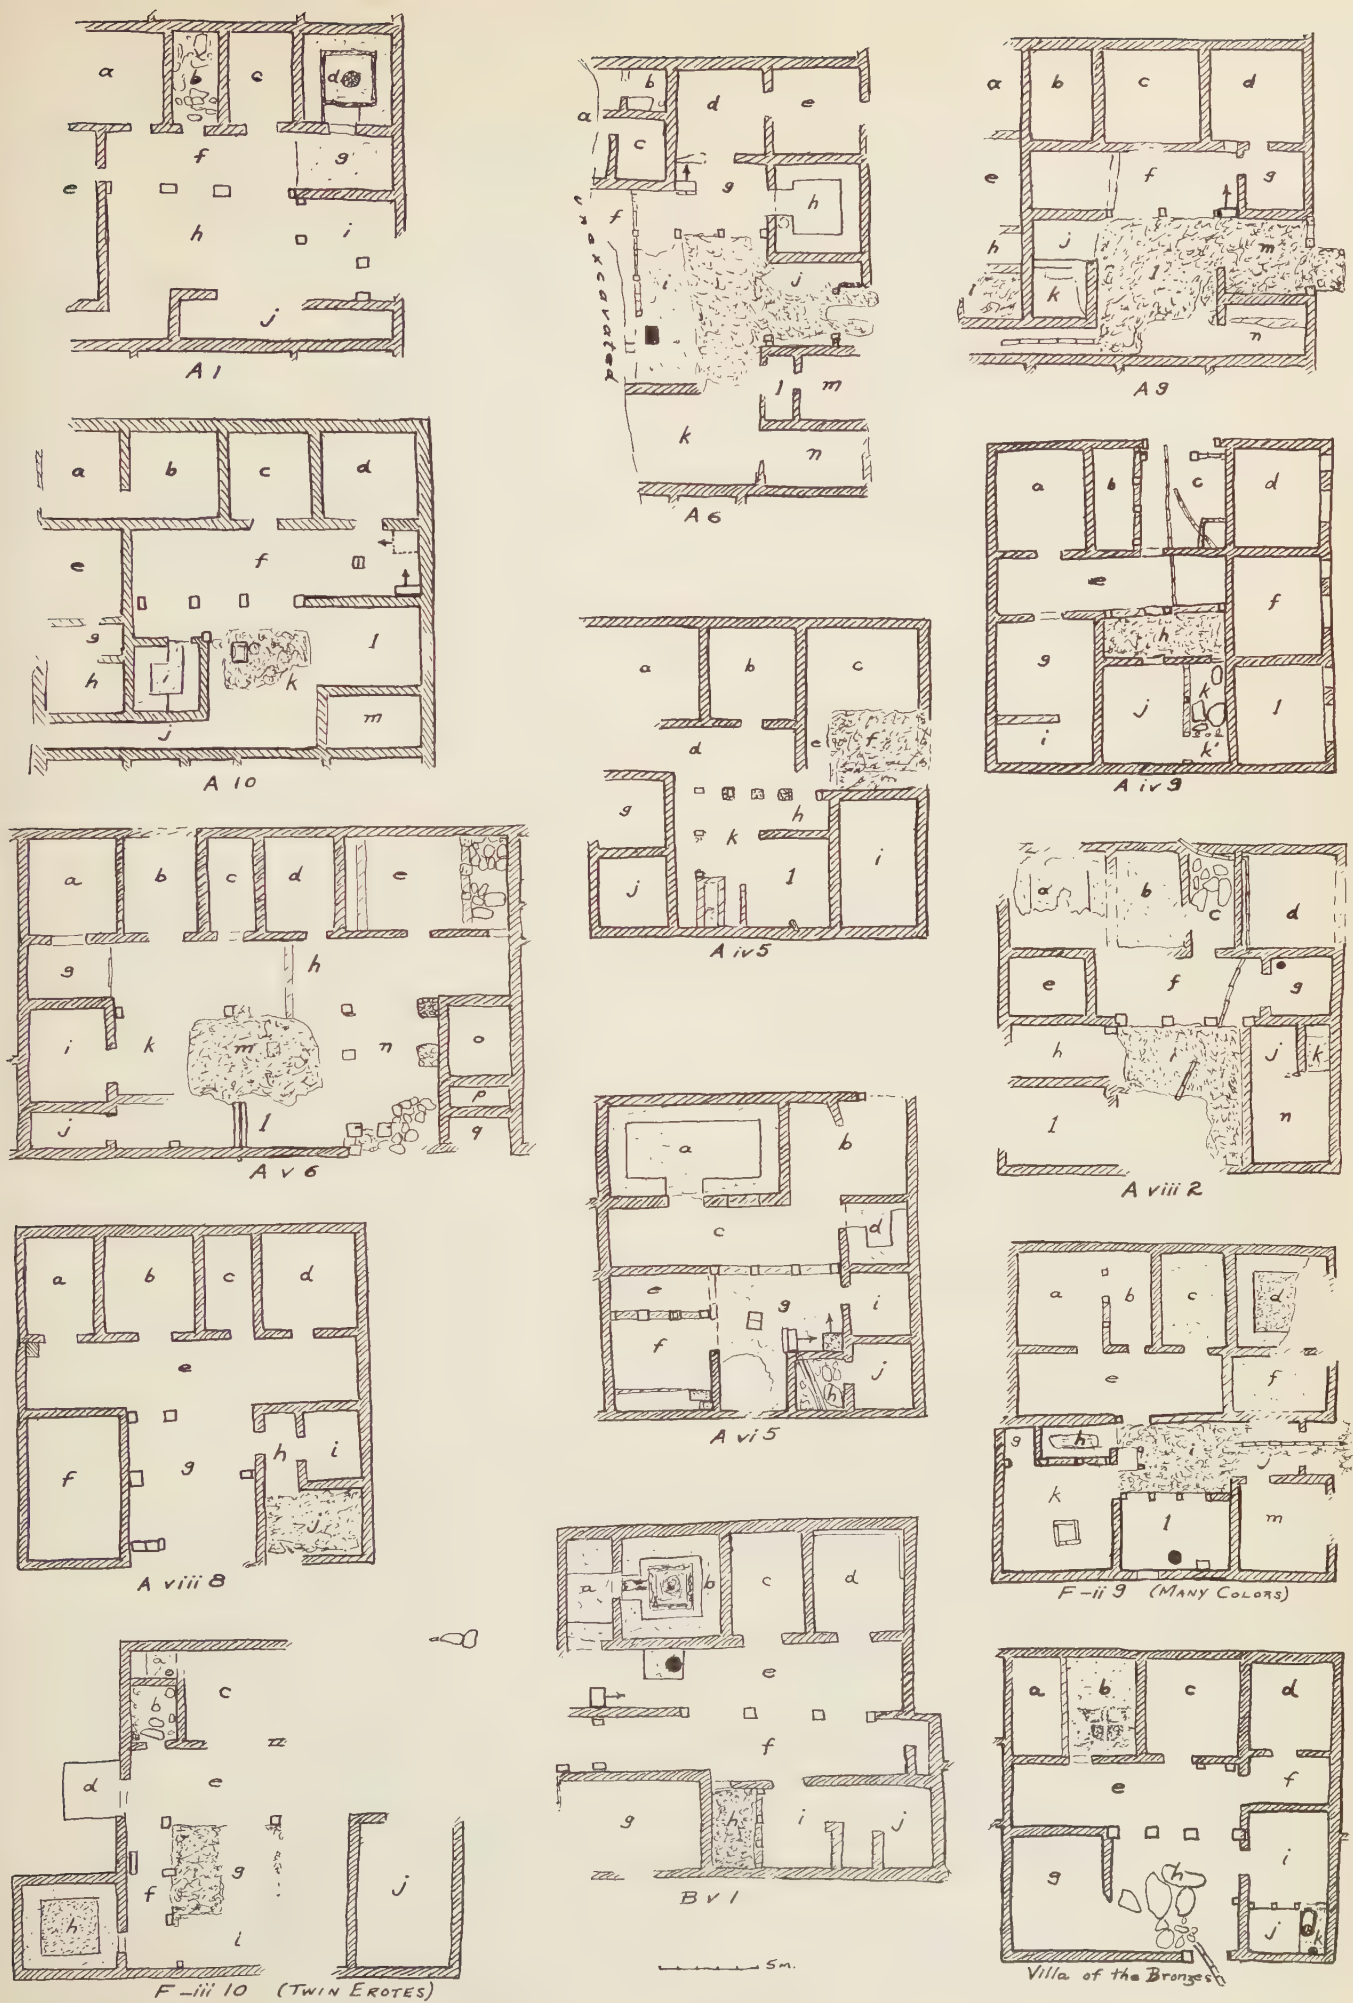 a b c d
f g
e
h i
j
A 1
b
a d e
c
g h
f
unexcavated
i j
l m
k
n
A 6
a b c d
e f g
h j m
i k l
n
A 9
a b c d
e f
g l
h i k
j m
A 10
a b c
d e f
g h
k
j l i
A iv 5
a b c d
e f
h
g
j k l
i k'
A iv 9
a b c d e
g h
i k m n o
p
j l q
A v 6
a b
c d
e g i
f j
h
A vi 5
a b c d
e f g
h i j k
l n
A viii 2
a b c d
e
f g h i
j
A viii 8
a b c d
e
f
g h i j l
B v 1
a b c d
e f
g h i j
k l m
F-ii 9 (MANY COLORS)
a
b c
d e
f g j
h i
F-iii 10 (TWIN EROTES)
5 m.
a b c d
e f
g h i
j k
Villa of the Bronzes